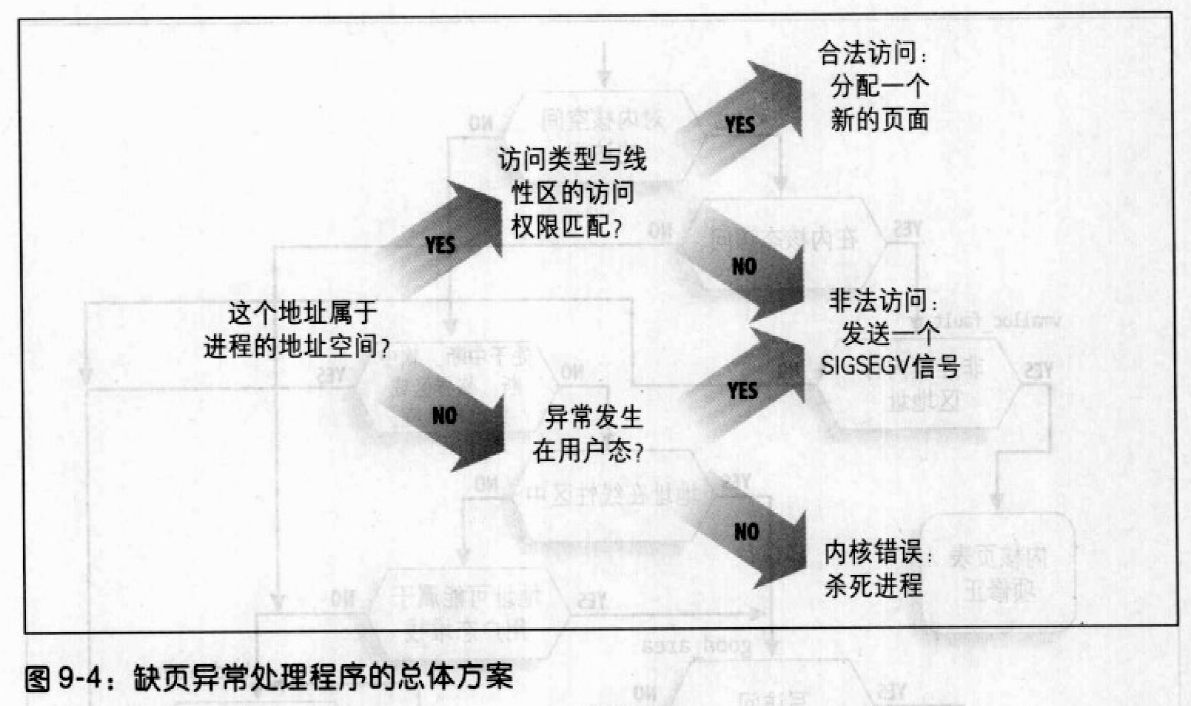 合法访问：
分配一个
新的页面
YES
访问类型与线
性区的访问
权限匹配？
YES
NO
这个地址属于
进程的地址空间？
非法访问：
发送一个
SIGSEGV信号
NO
YES
异常发生
在用户态？
NO
内核错误：
杀死进程
图 9-4：缺页异常处理程序的总体方案